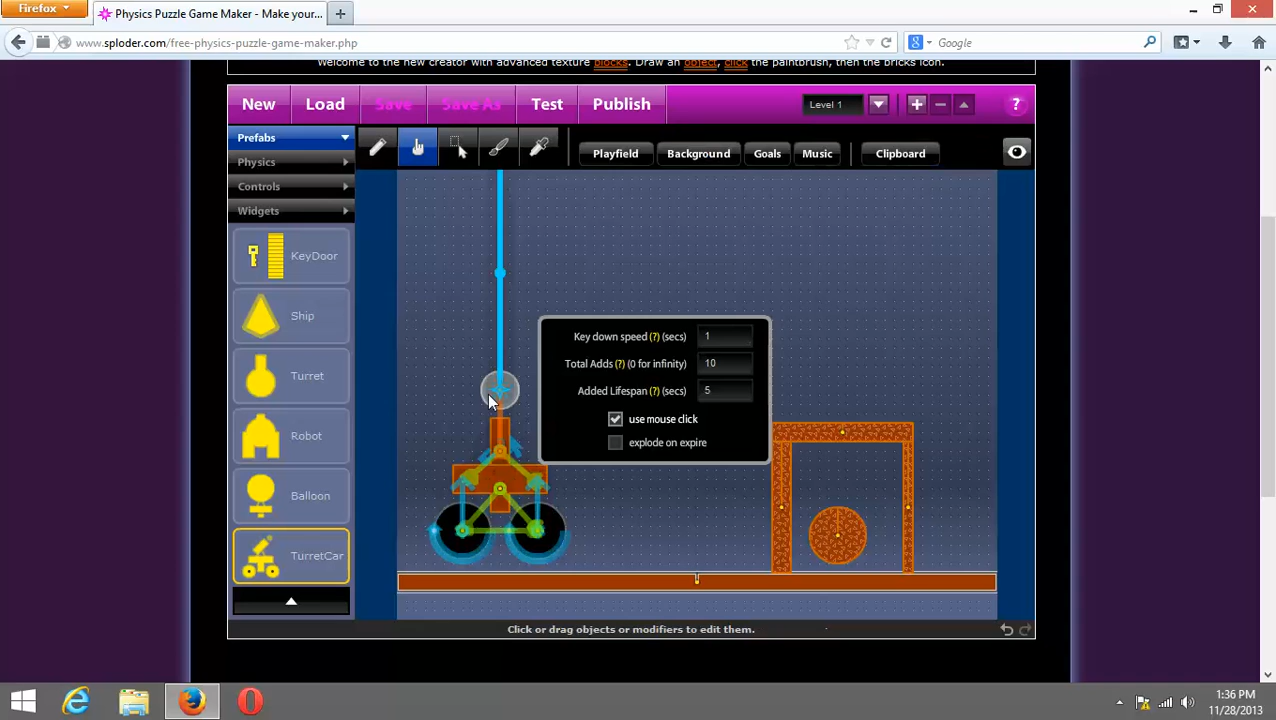 Firefox
Physics Puzzle Game Maker - Make your...
www.sploder.com/free-physics-puzzle-game-maker.php
Google
Welcome to the new creator with advanced texture blocks. Draw an object, click the paintbrush, then the bricks icon.
New Load Save Save As Test Publish Level 1 ?
Prefabs
Physics
Controls
Widgets
Playfield Background Goals Music Clipboard
KeyDoor
Ship
Turret
Robot
Balloon
TurretCar
Key down speed (?) (secs) 1
Total Adds (?) (0 for infinity) 10
Added Lifespan (?) (secs) 5
use mouse click
explode on expire
Click or drag objects or modifiers to edit them.
1:36 PM
11/28/2013